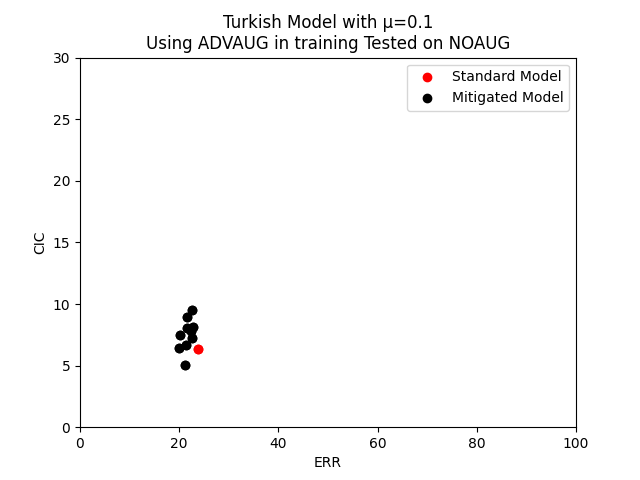 Turkish Model with μ=0.1
Using ADVAUG in training Tested on NOAUG
Standard Model
Mitigated Model
30
25
20
15
10
5
0
CIC
0 20 40 60 80 100
ERR